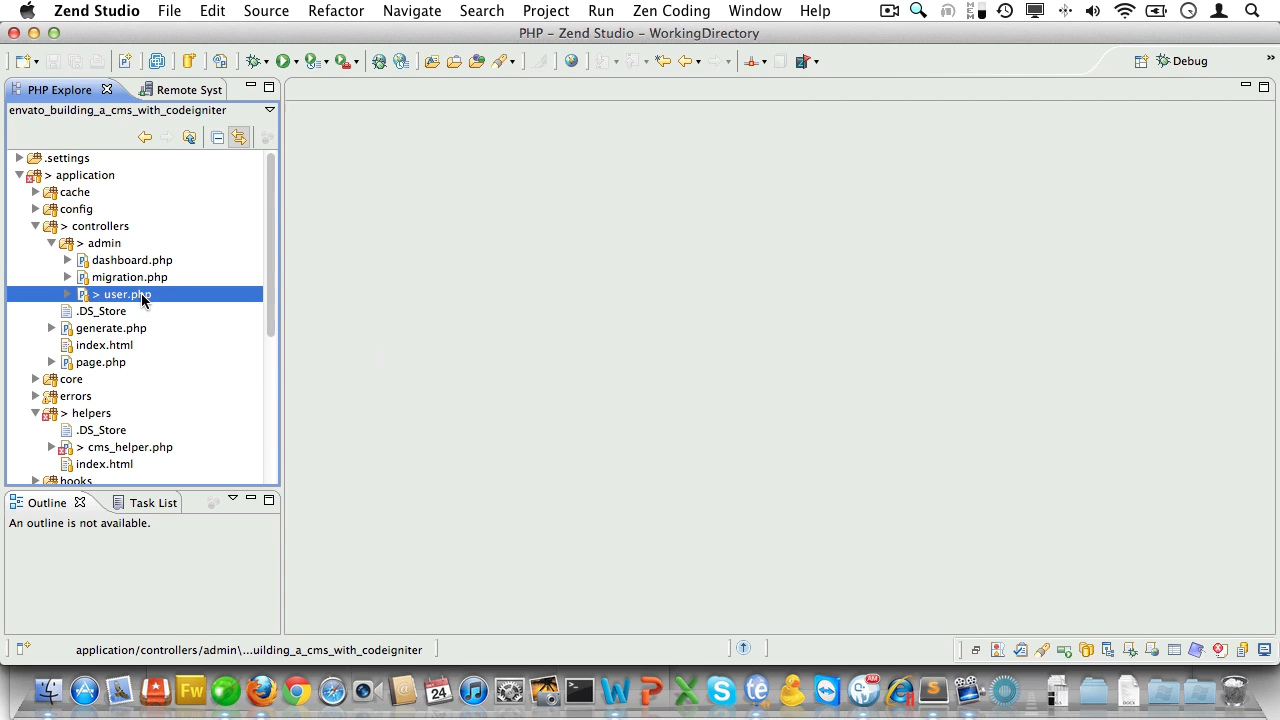 Zend Studio File Edit Source Refactor Navigate Search Project Run Zen Coding Window Help
PHP – Zend Studio – WorkingDirectory
Debug
PHP Explore Remote Syst
envato_building_a_cms_with_codeigniter
.settings
> application
cache
config
> controllers
> admin
dashboard.php
migration.php
> user.php
.DS_Store
generate.php
index.html
page.php
core
errors
> helpers
.DS_Store
> cms_helper.php
index.html
hooks
Outline Task List
An outline is not available.
application/controllers/admin\...uilding_a_cms_with_codeigniter
Fw 24